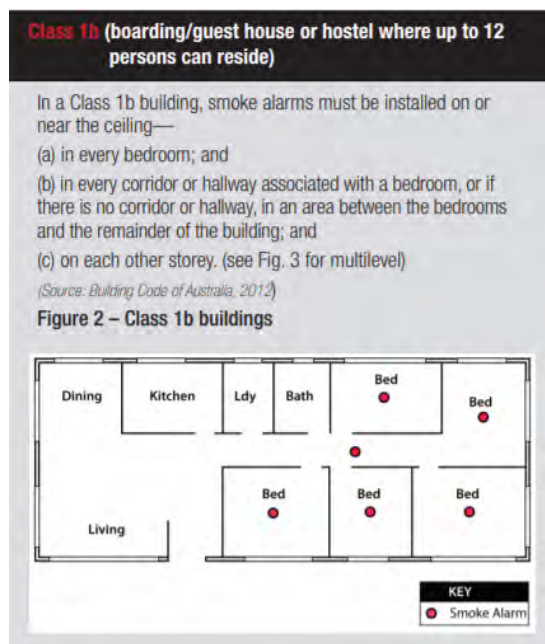 Class 1b (boarding/guest house or hostel where up to 12
persons can reside)
In a Class 1b building, smoke alarms must be installed on or
near the ceiling—
(a) in every bedroom; and
(b) in every corridor or hallway associated with a bedroom, or if
there is no corridor or hallway, in an area between the bedrooms
and the remainder of the building; and
(c) on each other storey. (see Fig. 3 for multilevel)
(Source: Building Code of Australia, 2012)
Figure 2 – Class 1b buildings
Dining
Kitchen
Ldy
Bath
Bed
Bed
Living
Bed
Bed
Bed
KEY
Smoke Alarm